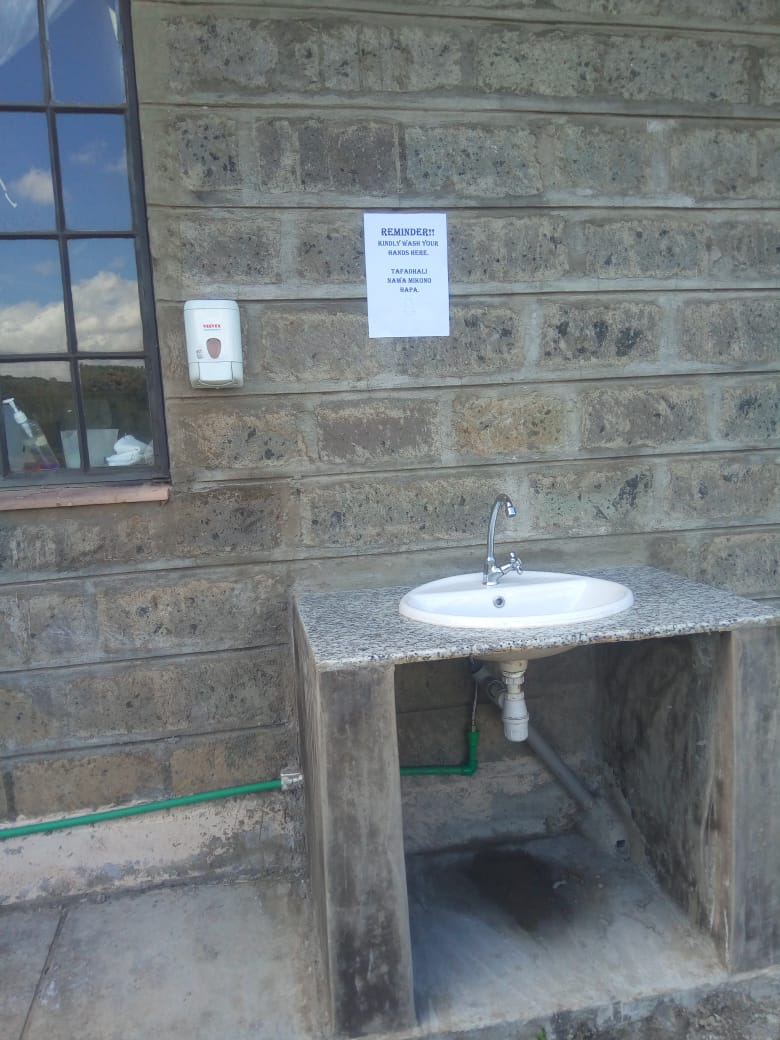 REMINDER!!
KINDLY WASH YOUR
HANDS HERE.
TAFADHALI
NAWA MIKONO
HAPA.